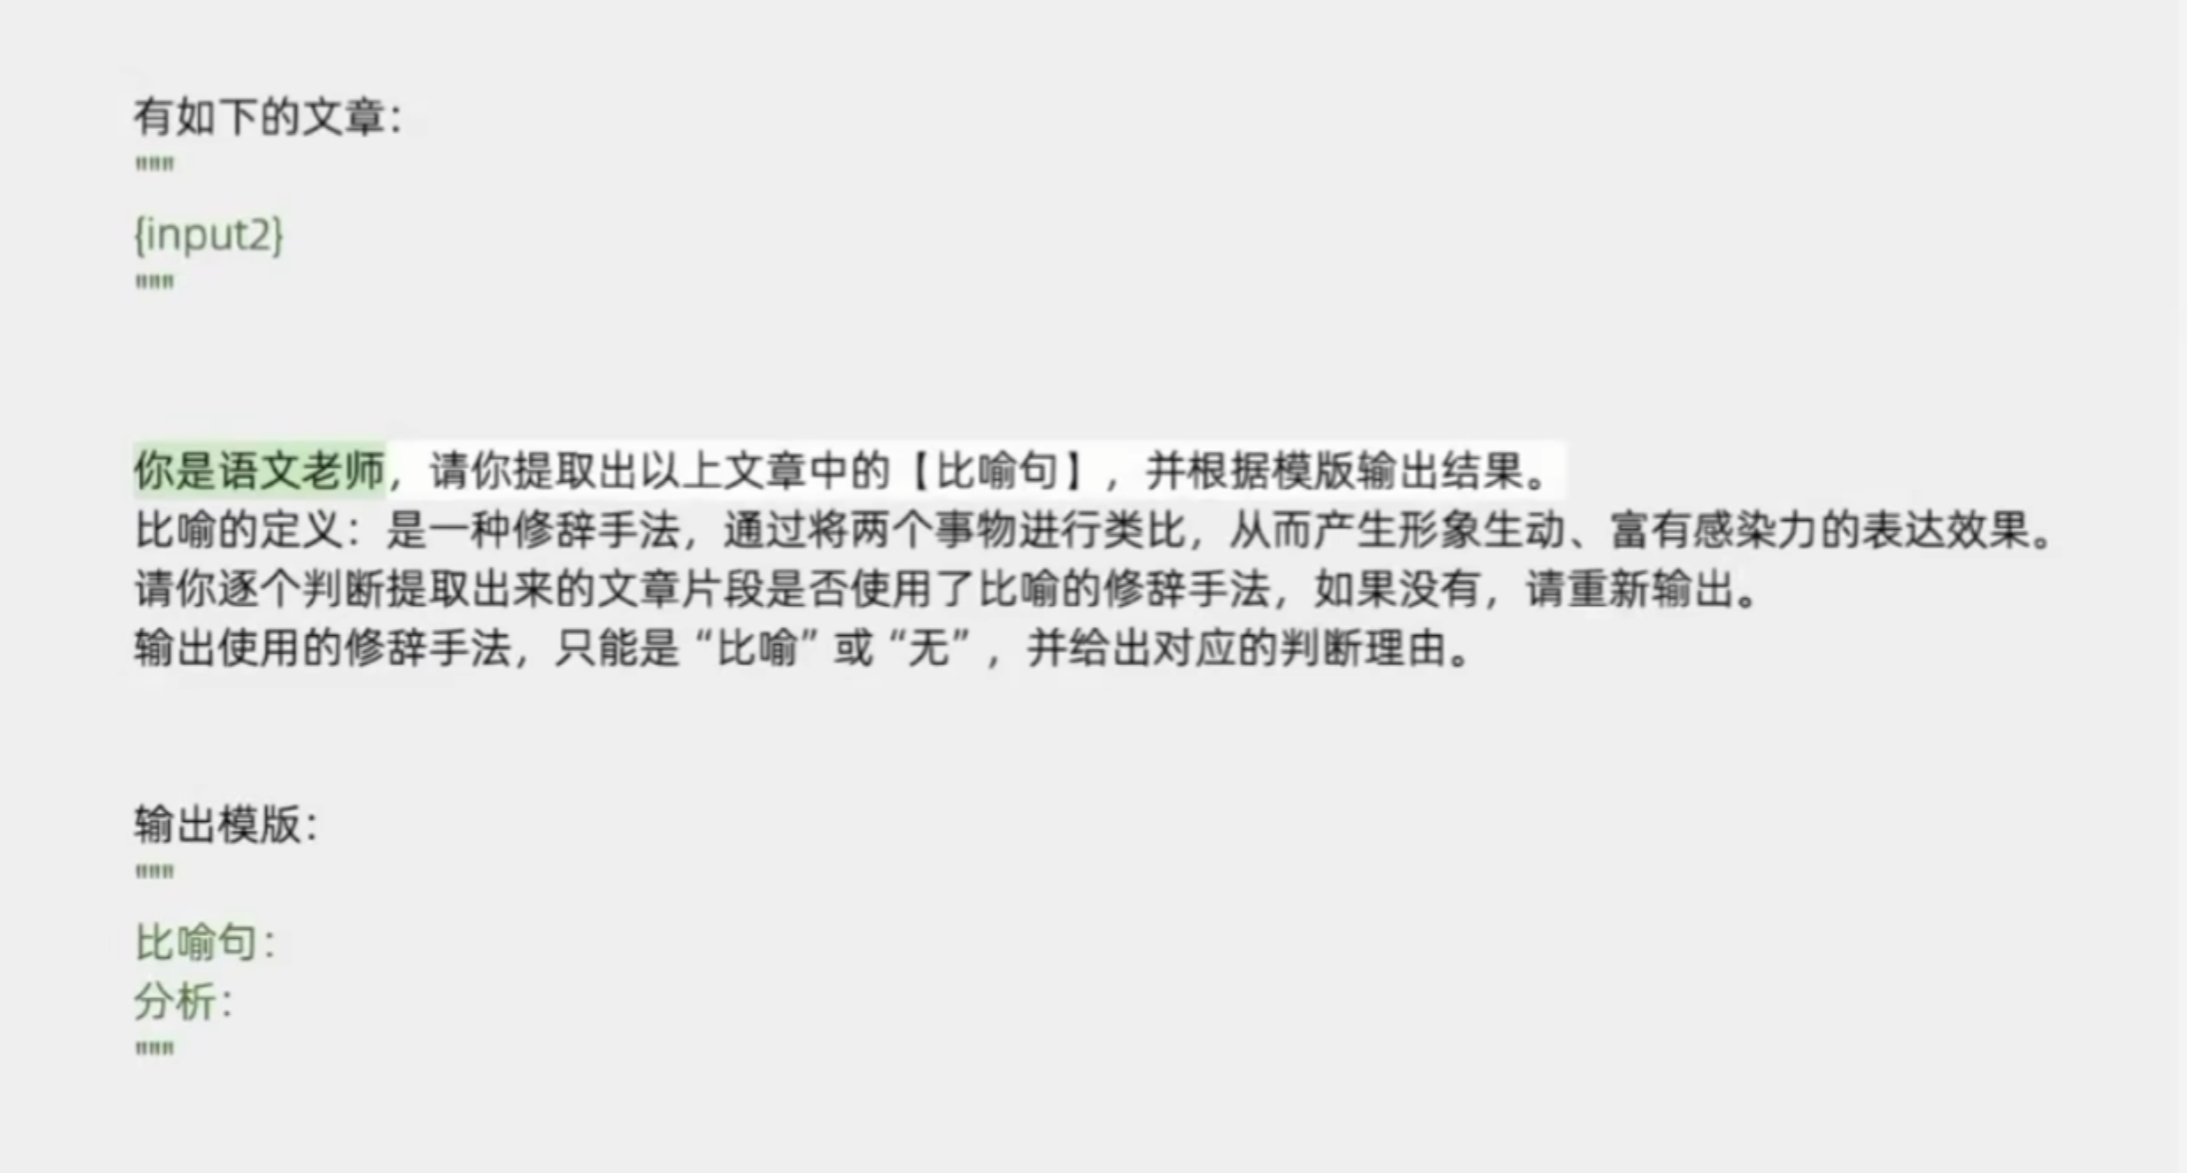 有如下的文章：
"""
{input2}
"""
你是语文老师，请你提取出以上文章中的【比喻句】，并根据模版输出结果。
比喻的定义：是一种修辞手法，通过将两个事物进行类比，从而产生形象生动、富有感染力的表达效果。
请你逐个判断提取出来的文章片段是否使用了比喻的修辞手法，如果没有，请重新输出。
输出使用的修辞手法，只能是“比喻”或“无”，并给出对应的判断理由。
输出模版：
"""
比喻句：
分析：
"""